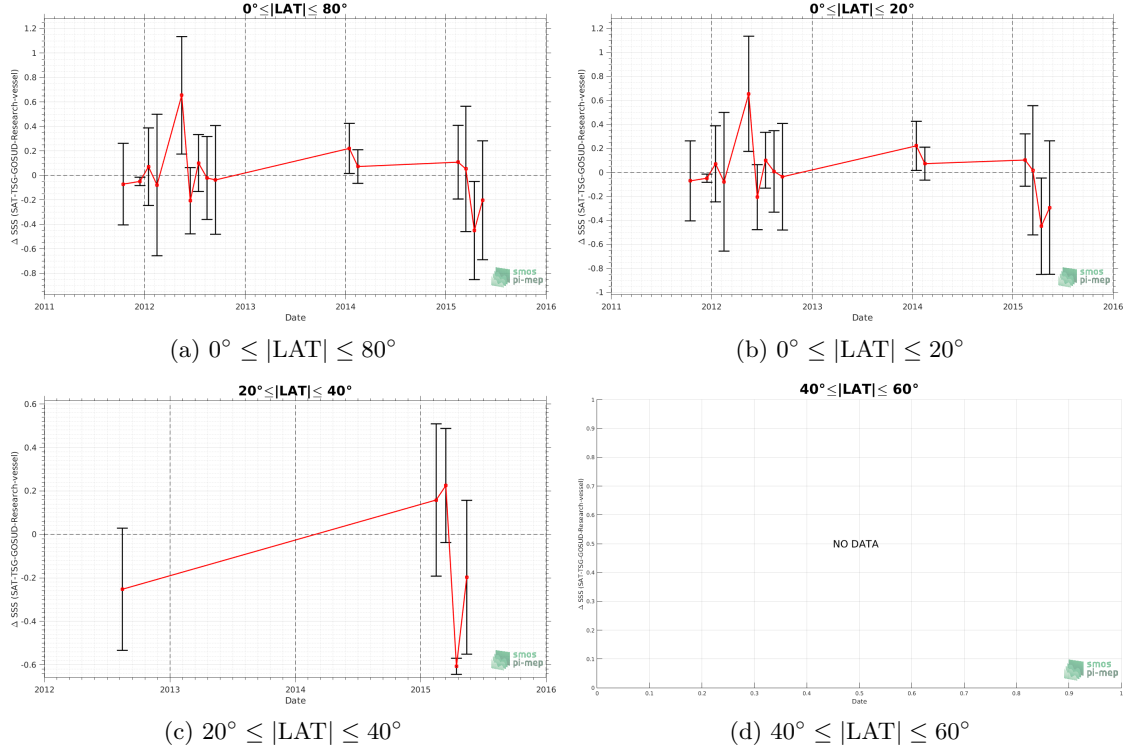 0°≤|LAT|≤ 80°
Δ SSS (SAT-TSG-GOSUD-Research-vessel)
1.2
1
0.8
0.6
0.4
0.2
0
-0.2
-0.4
-0.6
-0.8
2011 2012 2013 2014 2015 2016
Date
smos
pi-mep
(a) 0° ≤ |LAT| ≤ 80°
0°≤|LAT|≤ 20°
Δ SSS (SAT-TSG-GOSUD-Research-vessel)
1.2
1
0.8
0.6
0.4
0.2
0
-0.2
-0.4
-0.6
-0.8
-1
2011 2012 2013 2014 2015 2016
Date
smos
pi-mep
(b) 0° ≤ |LAT| ≤ 20°
20°≤|LAT|≤ 40°
Δ SSS (SAT-TSG-GOSUD-Research-vessel)
0.6
0.4
0.2
0
-0.2
-0.4
-0.6
2012 2013 2014 2015 2016
Date
smos
pi-mep
(c) 20° ≤ |LAT| ≤ 40°
40°≤|LAT|≤ 60°
Δ SSS (SAT-TSG-GOSUD-Research-vessel)
1
0.9
0.8
0.7
0.6
0.5
0.4
0.3
0.2
0.1
0
NO DATA
0 0.1 0.2 0.3 0.4 0.5 0.6 0.7 0.8 0.9 1
Date
smos
pi-mep
(d) 40° ≤ |LAT| ≤ 60°